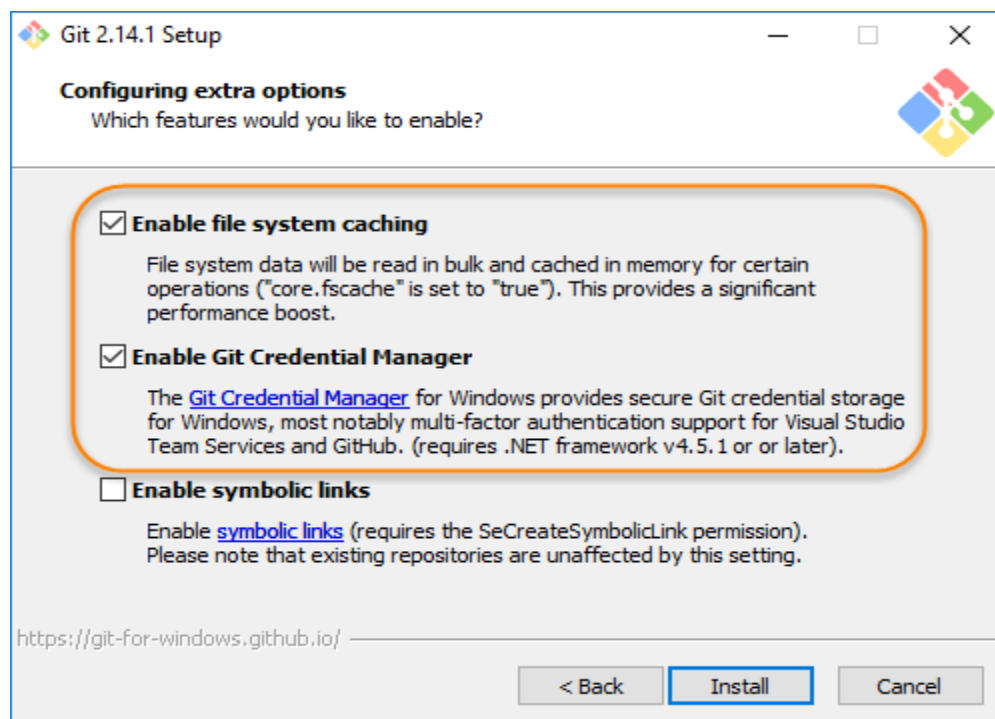 Git 2.14.1 Setup
Configuring extra options
Which features would you like to enable?
Enable file system caching
File system data will be read in bulk and cached in memory for certain
operations ("core.fscache" is set to "true"). This provides a significant
performance boost.
Enable Git Credential Manager
The Git Credential Manager for Windows provides secure Git credential storage
for Windows, most notably multi-factor authentication support for Visual Studio
Team Services and GitHub. (requires .NET framework v4.5.1 or or later).
Enable symbolic links
Enable symbolic links (requires the SeCreateSymbolicLink permission).
Please note that existing repositories are unaffected by this setting.
https://git-for-windows.github.io/
< Back Install Cancel